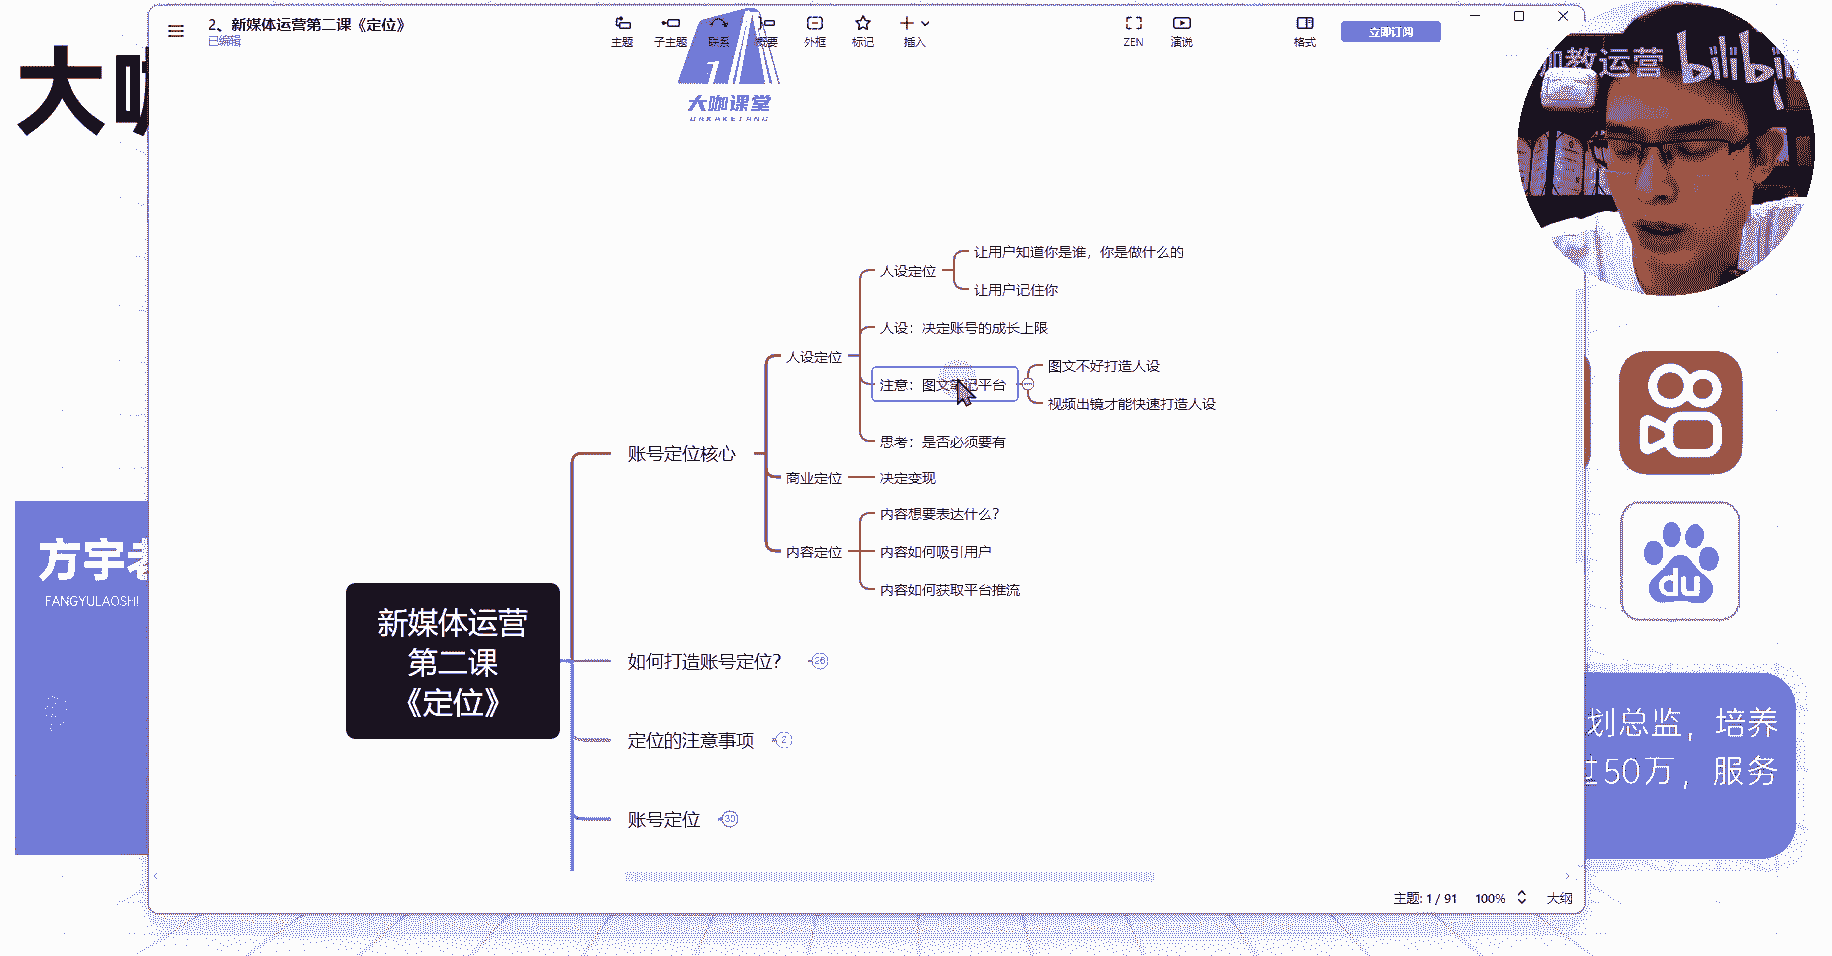 2、新媒体运营第二课《定位》
已编辑
主题
子主题
联系
概要
外框
标记
插入
ZEN
演说
格式
立即订阅
大咖课堂
DAKAKETANG
教运营
bilibili
大
方宇
FANGYULAOSHI
新媒体运营
第二课
《定位》
账号定位核心
人设定位
人设定位
让用户知道你是谁，你是做什么的
让用户记住你
人设：决定账号的成长上限
注意：图文笔记平台
图文不好打造人设
视频出镜才能快速打造人设
思考：是否必须要有
商业定位
决定变现
内容定位
内容想要表达什么？
内容如何吸引用户
内容如何获取平台推流
如何打造账号定位？
26
定位的注意事项
2
账号定位
30
du
划总监，培养
过50万，服务
主题: 1 / 91
100%
大纲